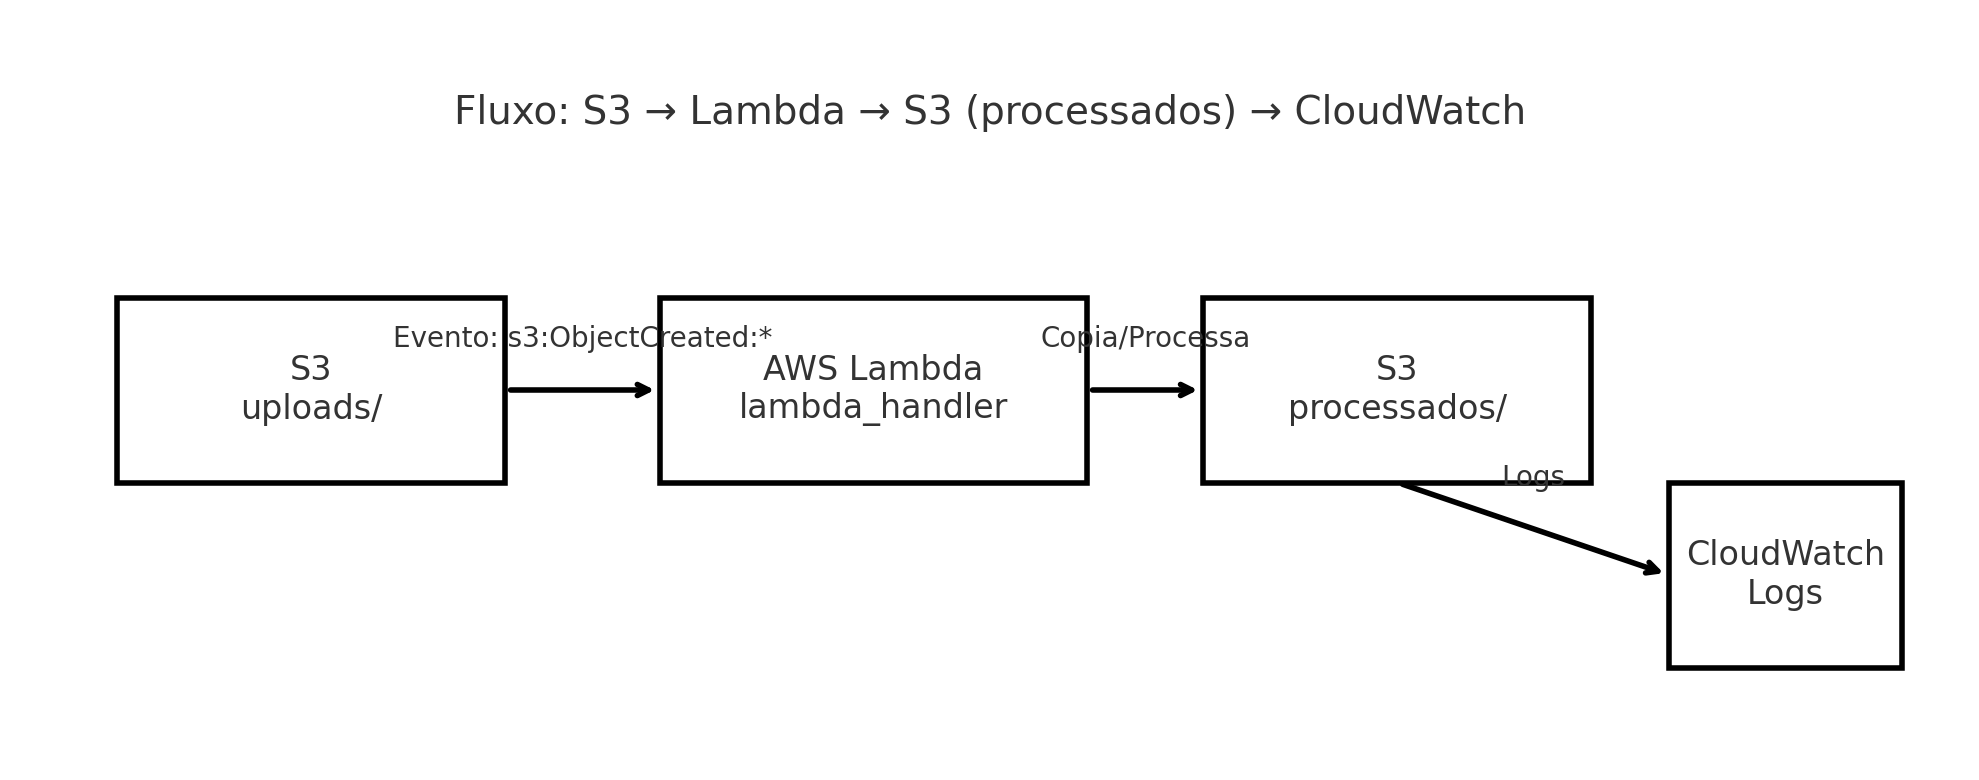 Fluxo: S3 → Lambda → S3 (processados) → CloudWatch
Evento: s3:ObjectCreated:*
Copia/Processa
S3
uploads/
AWS Lambda
lambda_handler
S3
processados/
Logs
CloudWatch
Logs